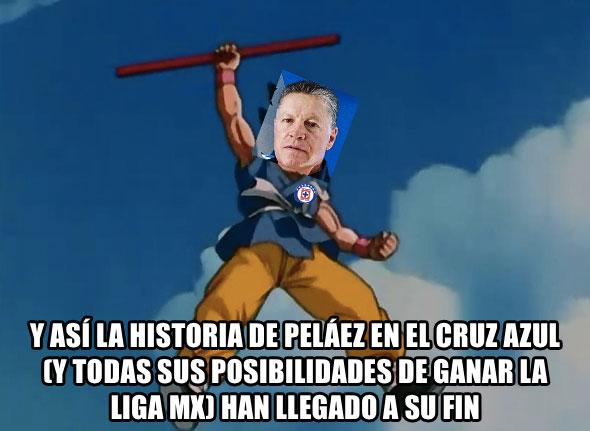 Y ASÍ LA HISTORIA DE PELÁEZ EN EL CRUZ AZUL
(Y TODAS SUS POSIBILIDADES DE GANAR LA
LIGA MX) HAN LLEGADO A SU FIN